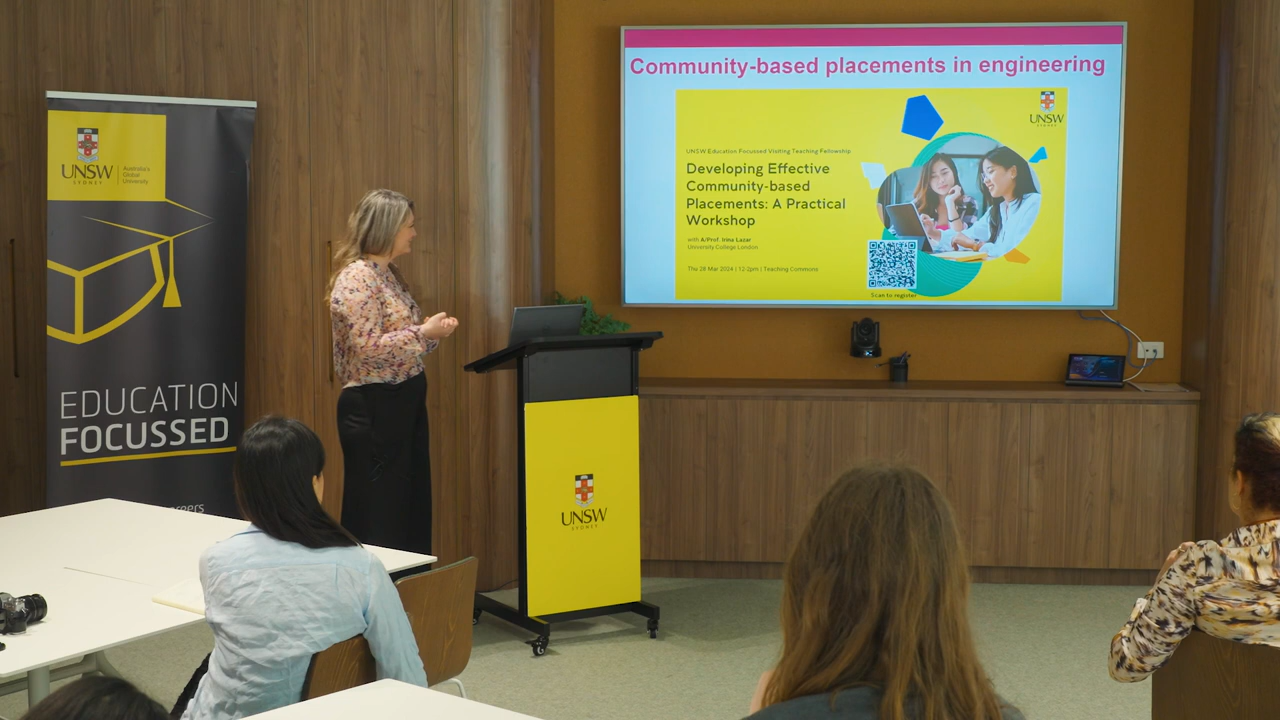 UNSW
SYDNEY
Australia's
Global
University
EDUCATION
FOCUSSED
Community-based placements in engineering
UNSW
UNSW Education Focussed Visiting Teaching Fellowship
Developing Effective
Community-based
Placements: A Practical
Workshop
with A/Prof. Irina Lazar
University College London
Thu 28 Mar 2024 | 12-2pm | Teaching Commons
Scan to register
UNSW
SYDNEY